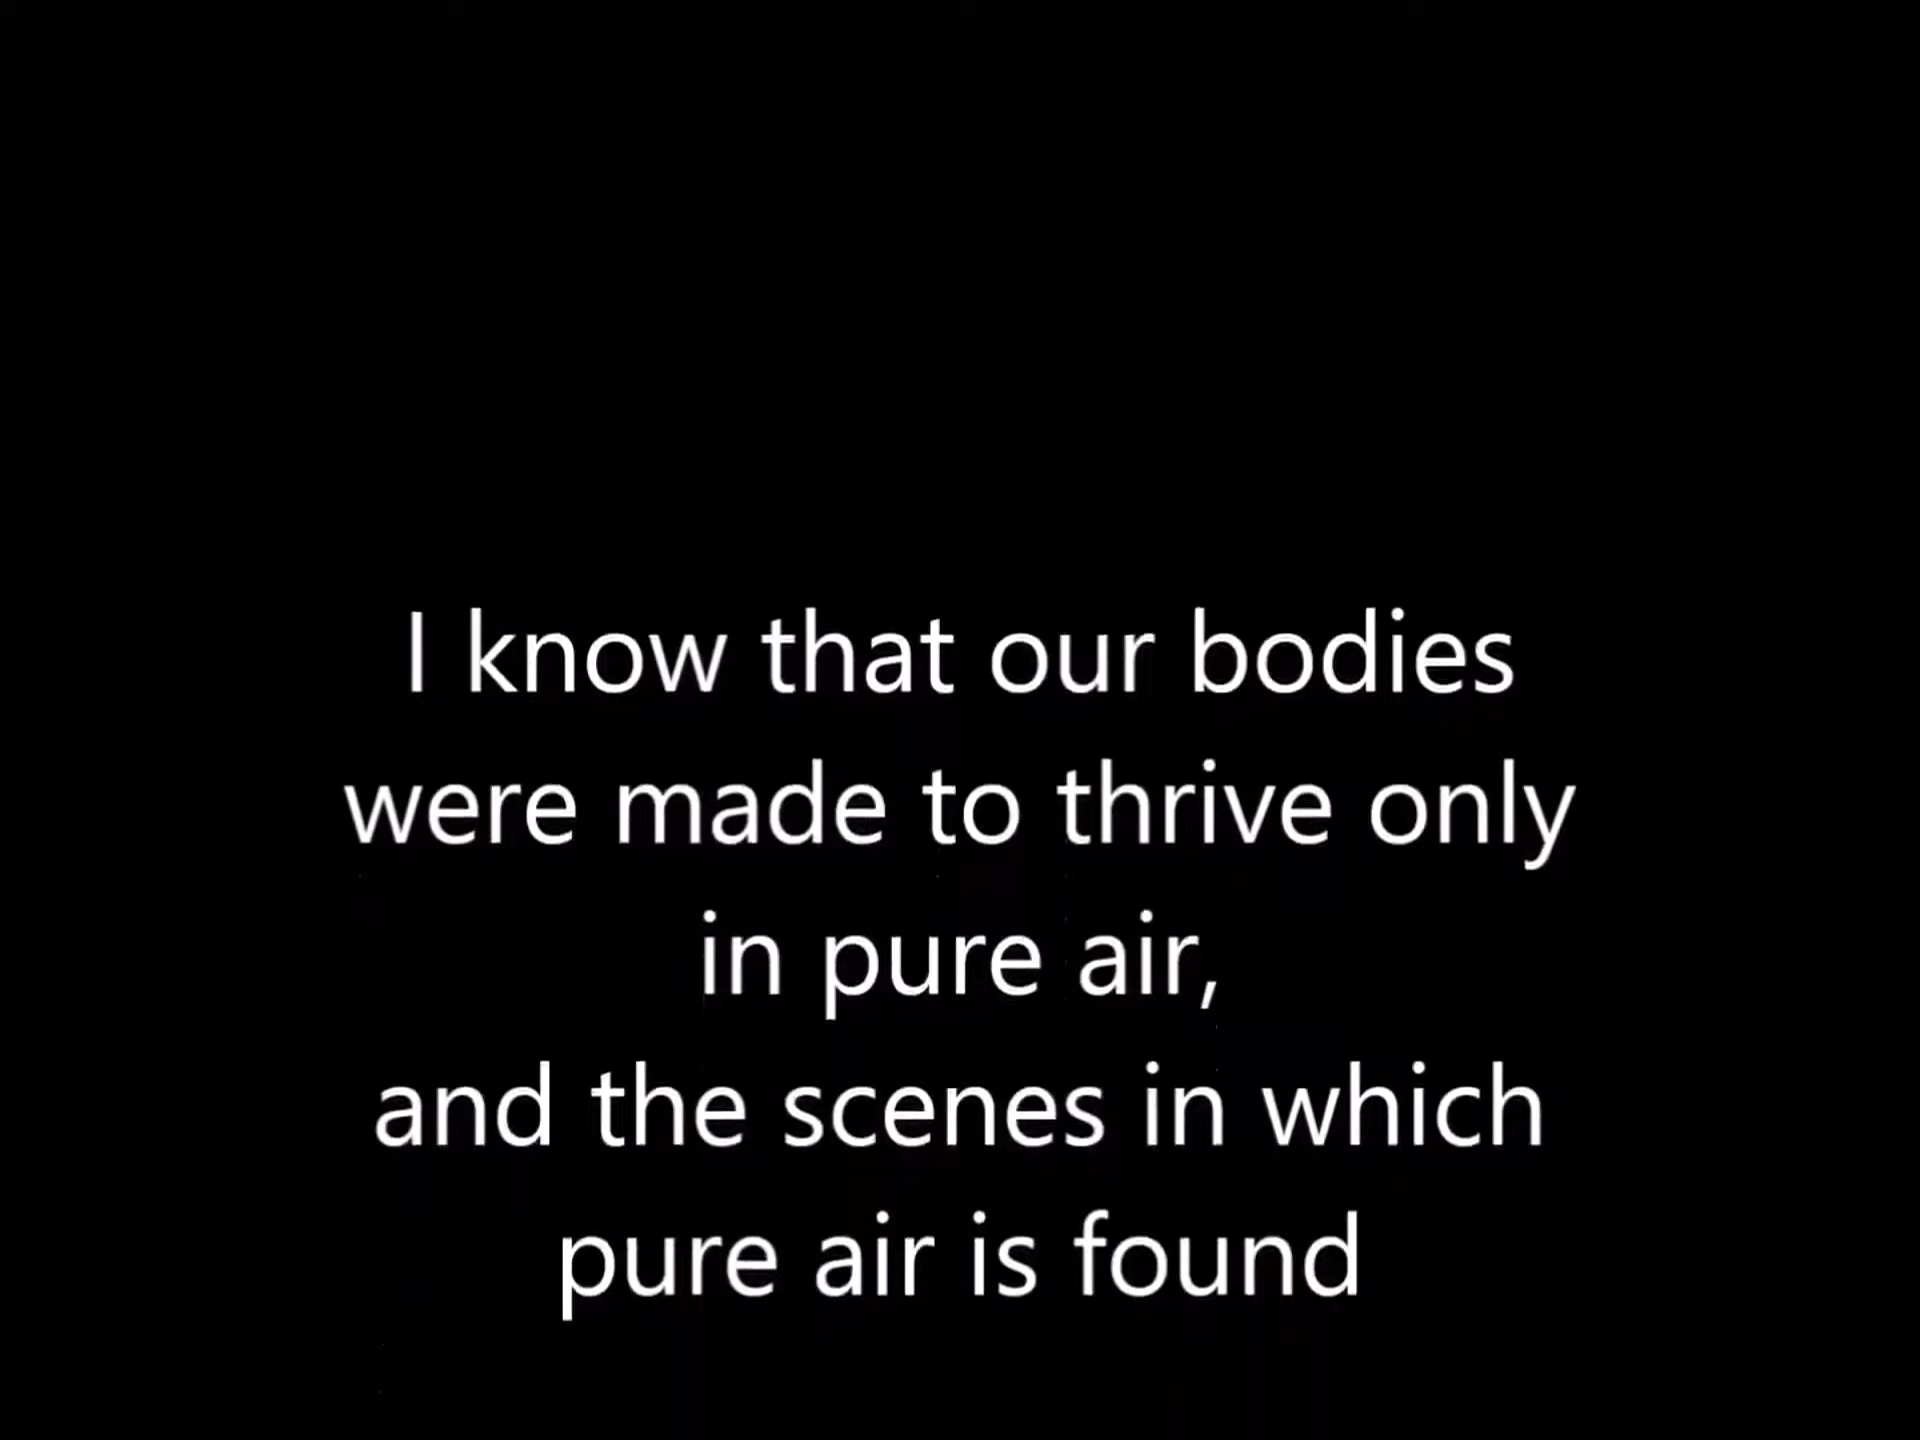 I know that our bodies
were made to thrive only
in pure air,
and the scenes in which
pure air is found